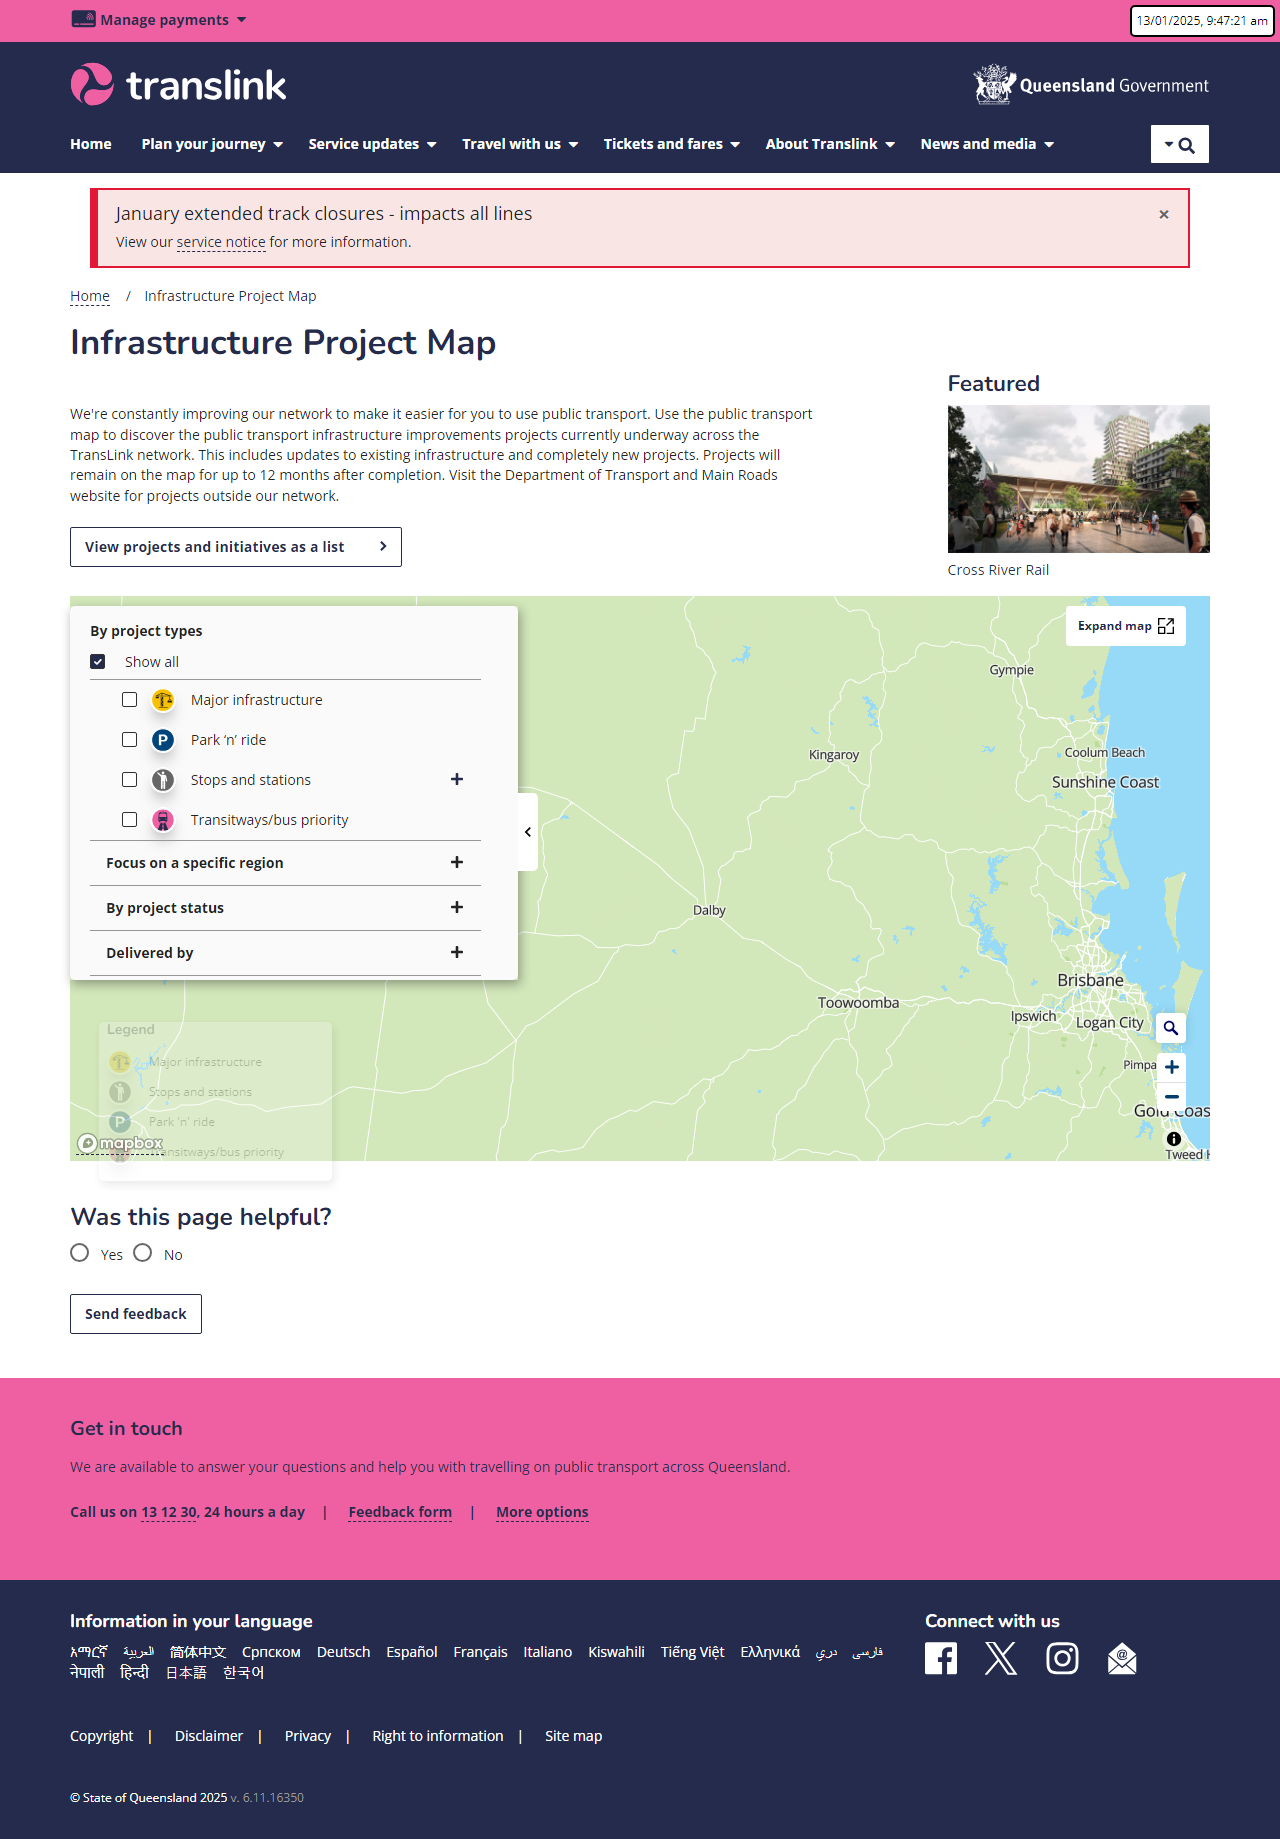 Manage payments
13/01/2025, 9:47:21 am
translink
Queensland Government
Home Plan your journey Service updates Travel with us Tickets and fares About Translink News and media
January extended track closures - impacts all lines
×
View our service notice for more information.
Home / Infrastructure Project Map
Infrastructure Project Map
Featured
We're constantly improving our network to make it easier for you to use public transport. Use the public transport
map to discover the public transport infrastructure improvements projects currently underway across the
TransLink network. This includes updates to existing infrastructure and completely new projects. Projects will
remain on the map for up to 12 months after completion. Visit the Department of Transport and Main Roads
website for projects outside our network.
View projects and initiatives as a list
Cross River Rail
By project types
Show all
Major infrastructure
P Park ‘n’ ride
Stops and stations
Transitways/bus priority
Focus on a specific region
By project status
Delivered by
Expand map
Gympie
Kingaroy
Coolum Beach
Sunshine Coast
Dalby
Brisbane
Toowoomba
Ipswich
Logan City
Pimpa
Gold Coas
Tweed H
Legend
Major infrastructure
Stops and stations
P Park 'n' ride
Transitways/bus priority
mapbox
Was this page helpful?
Yes No
Send feedback
Get in touch
We are available to answer your questions and help you with travelling on public transport across Queensland.
Call us on 13 12 30, 24 hours a day | Feedback form | More options
Information in your language
አማርኛ العربية 简体中文 Српском Deutsch Español Français Italiano Kiswahili Tiếng Việt Ελληνικά دري فارسی
नेपाली हिन्दी 日本語 한국어
Connect with us
Copyright | Disclaimer | Privacy | Right to information | Site map
© State of Queensland 2025 v. 6.11.16350